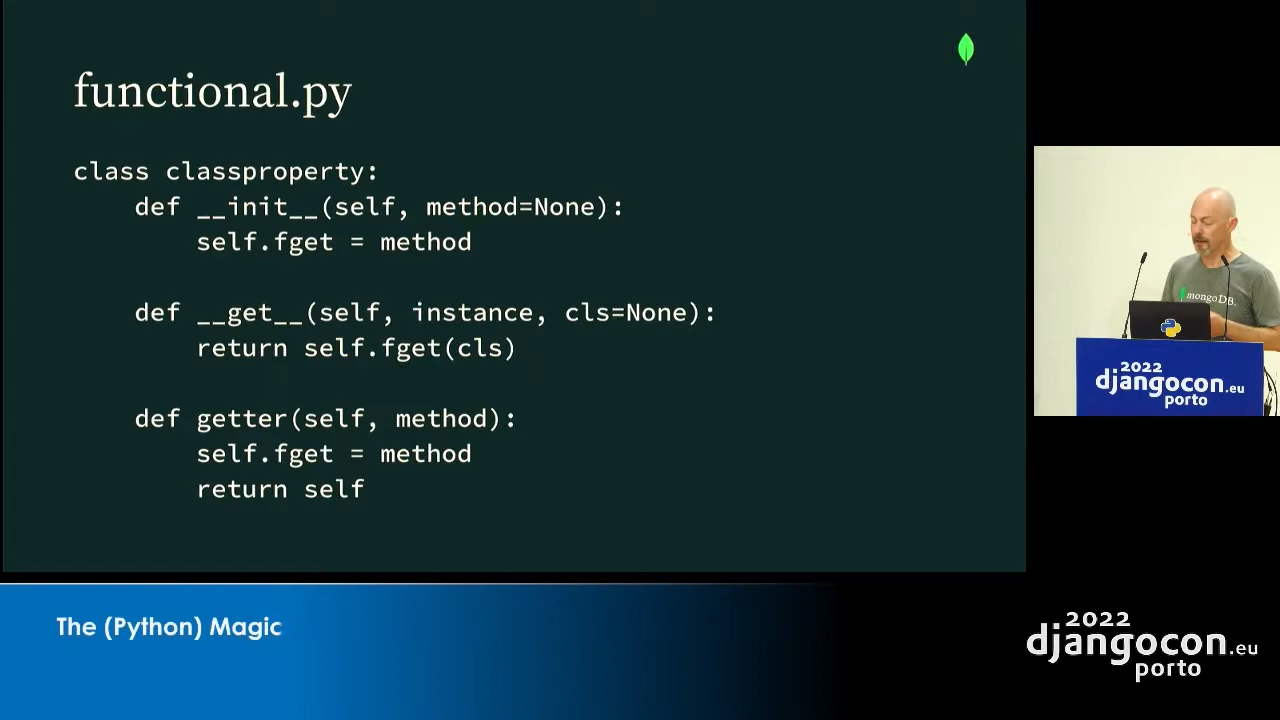 functional.py
class classproperty:
    def __init__(self, method=None):
        self.fget = method
    def __get__(self, instance, cls=None):
        return self.fget(cls)
    def getter(self, method):
        self.fget = method
        return self
mongoDB.
2022
djangocon.eu
porto
The (Python) Magic
2022
djangocon.eu
porto